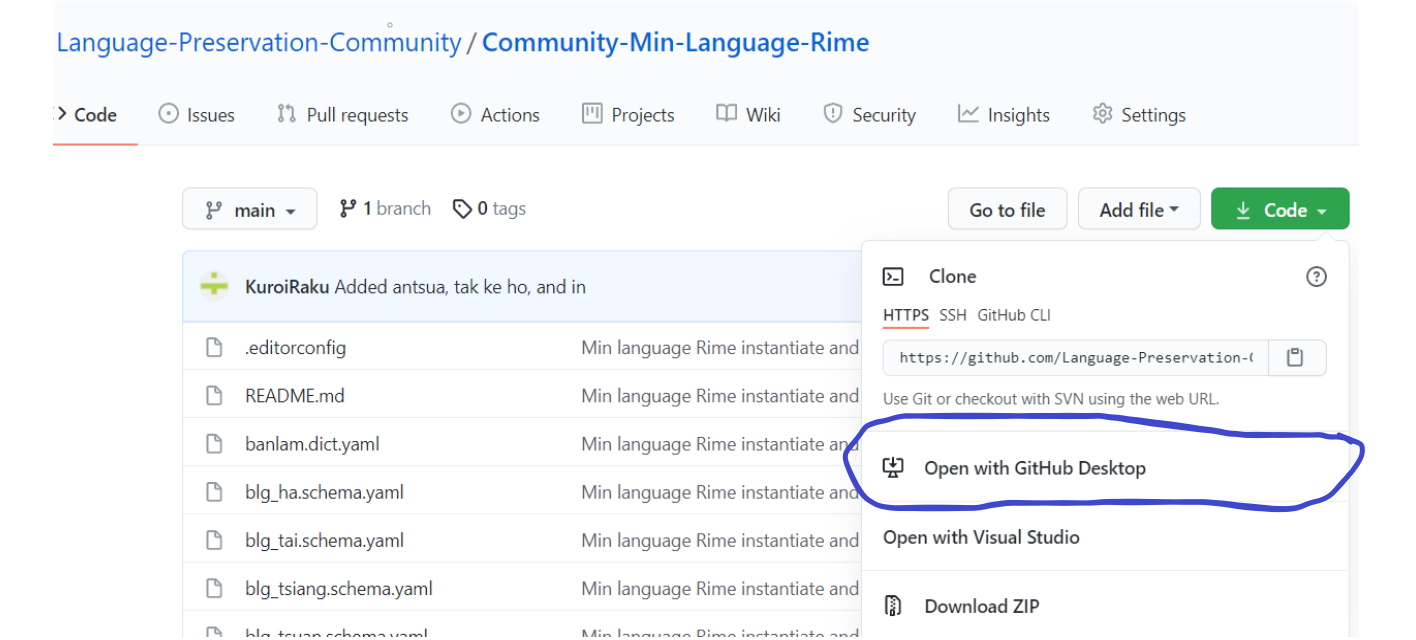 Language-Preservation-Community / Community-Min-Language-Rime
Code Issues Pull requests Actions Projects Wiki Security Insights Settings
main 1 branch 0 tags Go to file Add file Code
KuroiRaku Added antsua, tak ke ho, and in
Clone
HTTPS SSH GitHub CLI
.editorconfig Min language Rime instantiate and
https://github.com/Language-Preservation-
README.md Min language Rime instantiate and
Use Git or checkout with SVN using the web URL.
banlam.dict.yaml Min language Rime instantiate and
Open with GitHub Desktop
blg_ha.schema.yaml Min language Rime instantiate and
blg_tai.schema.yaml Min language Rime instantiate and
Open with Visual Studio
blg_tsiang.schema.yaml Min language Rime instantiate and
Download ZIP
blg_tsuan.schema.yaml Min language Rime instantiate and